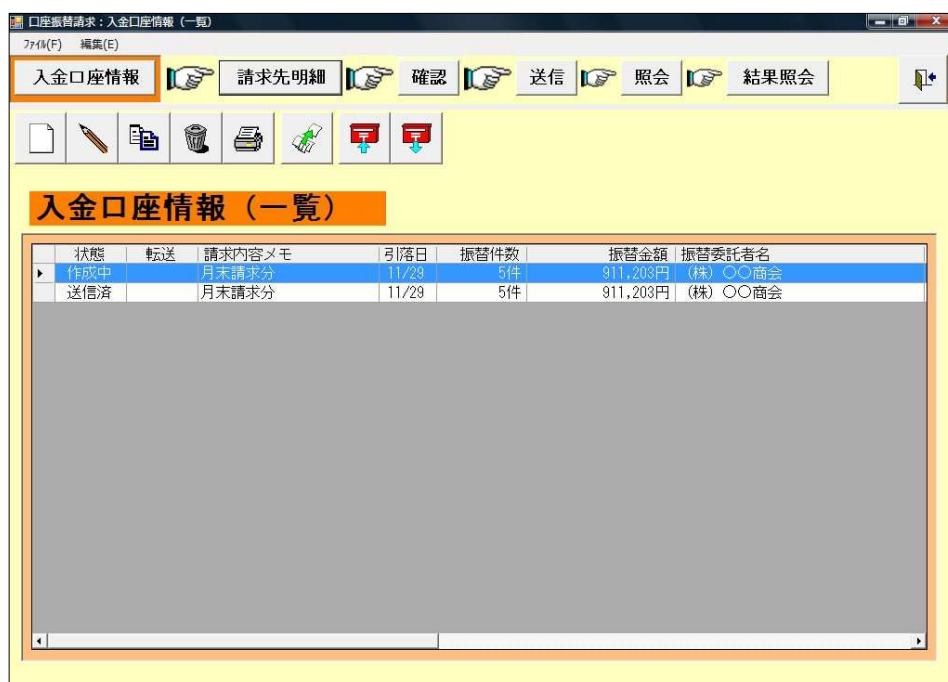 口座振替請求：入金口座情報（一覧）
ﾌｧｲﾙ(F) 編集(E)
入金口座情報 請求先明細 確認 送信 照会 結果照会
入金口座情報（一覧）
状態 転送 請求内容メモ 引落日 振替件数 振替金額 振替委託者名
作成中 月末請求分 11/29 5件 911,203円 （株）〇〇商会
送信済 月末請求分 11/29 5件 911,203円 （株）〇〇商会